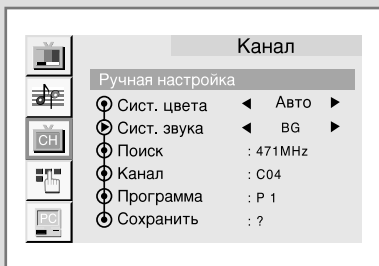 Канал
Ручная настройка
Сист. цвета ◀ Авто ▶
Сист. звука ◀ BG ▶
CH
Поиск : 471MHz
Канал : C04
Программа : P 1
PC
Сохранить : ?